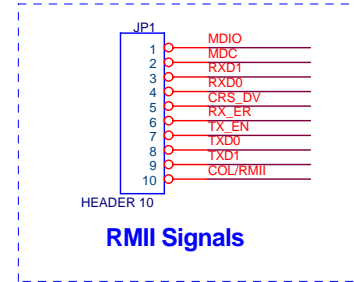 JP1
1 MDIO
2 MDC
3 RXD1
4 RXD0
5 CRS_DV
6 RX_ER
7 TX_EN
8 TXD0
9 TXD1
10 COL/RMII
HEADER 10
RMII Signals